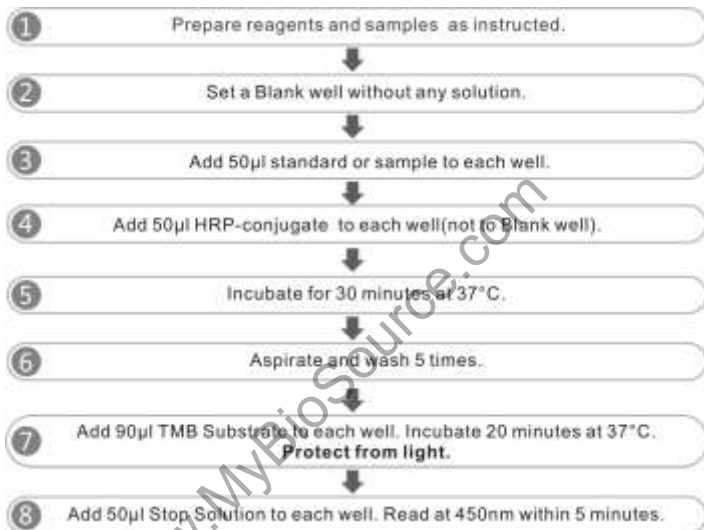 1 Prepare reagents and samples as instructed.
2 Set a Blank well without any solution.
3 Add 50µl standard or sample to each well.
4 Add 50µl HRP-conjugate to each well(not to Blank well).
5 Incubate for 30 minutes at 37°C.
6 Aspirate and wash 5 times.
7 Add 90µl TMB Substrate to each well. Incubate 20 minutes at 37°C.
Protect from light.
8 Add 50µl Stop Solution to each well. Read at 450nm within 5 minutes.
.MyBioSource.com